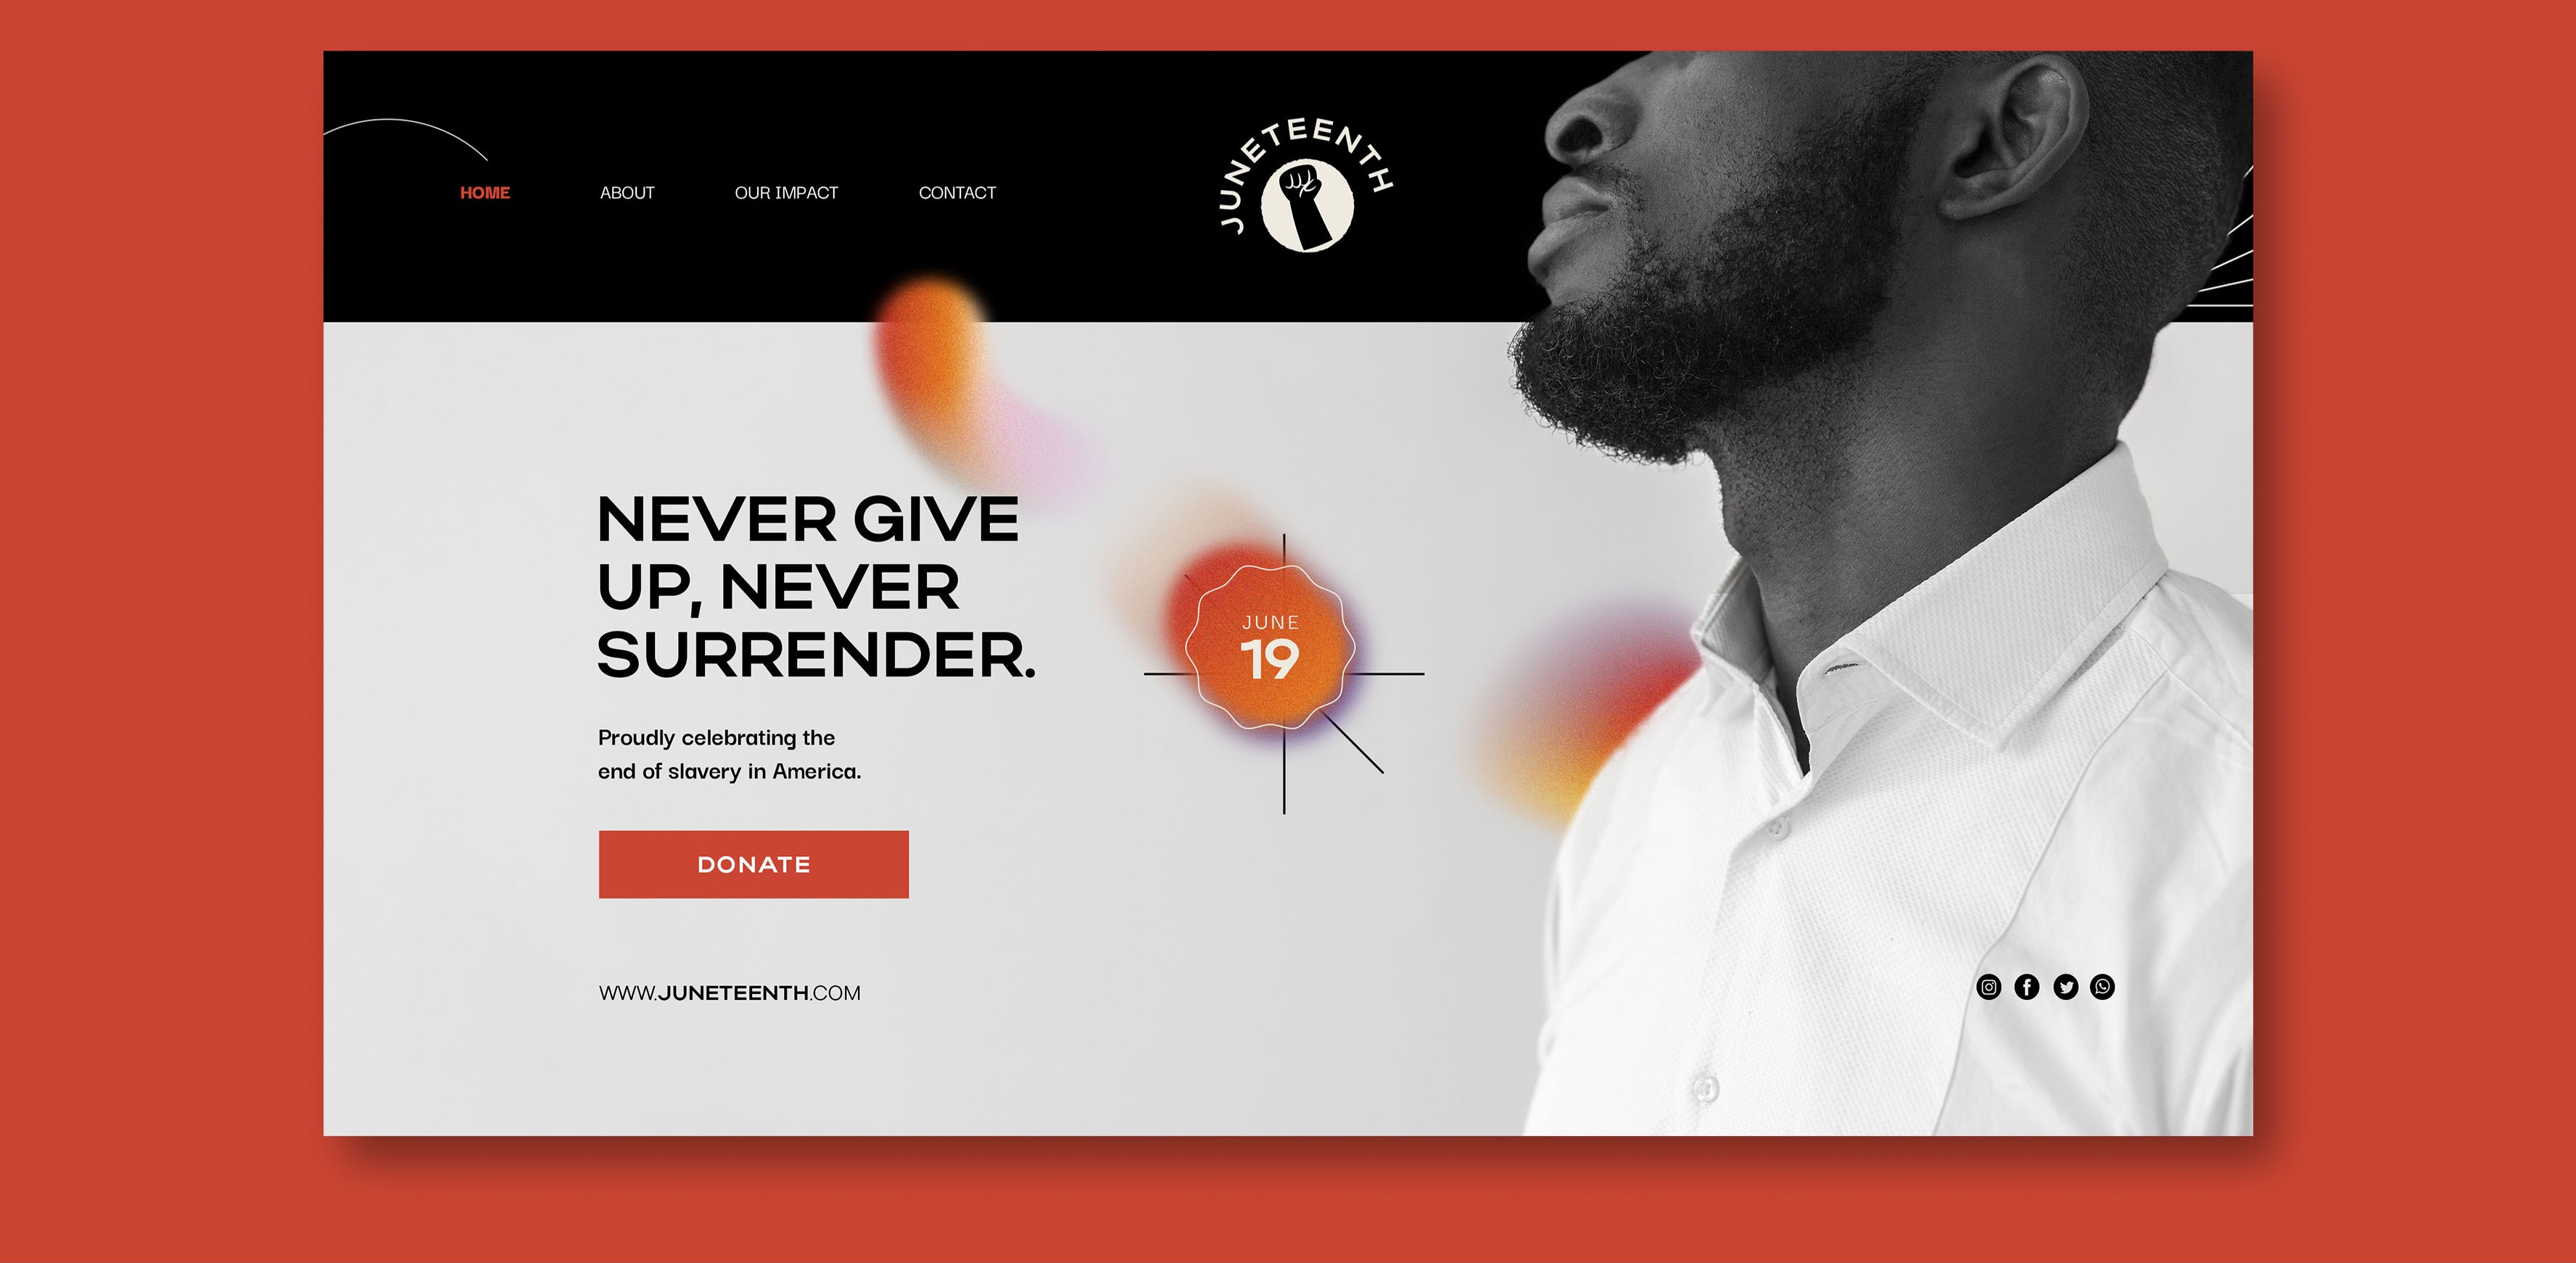 HOME ABOUT OUR IMPACT CONTACT
JUNETEENTH
NEVER GIVE
UP, NEVER
SURRENDER.
JUNE
19
Proudly celebrating the
end of slavery in America.
DONATE
WWW.JUNETEENTH.COM